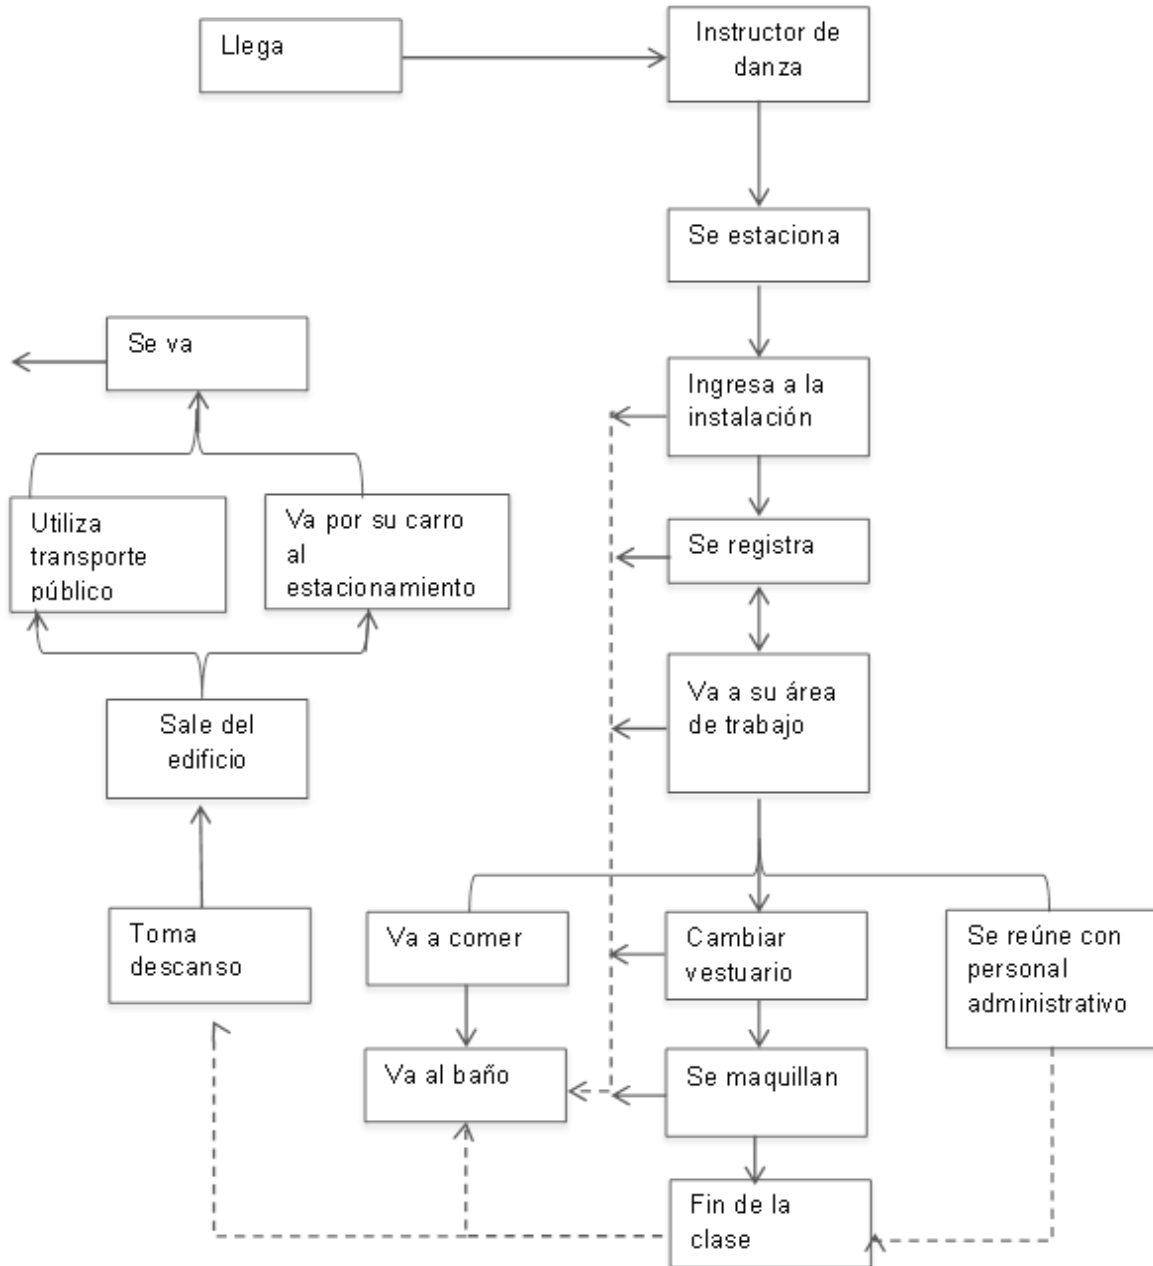 Llega
Instructor de
danza
Se estaciona
Se va
Ingresa a la
instalación
Utiliza
transporte
público
Va por su carro
al
estacionamiento
Se registra
Va a su área
de trabajo
Sale del
edificio
Toma
descanso
Va a comer
Cambiar
vestuario
Se reúne con
personal
administrativo
Va al baño
Se maquillan
Fin de la
clase